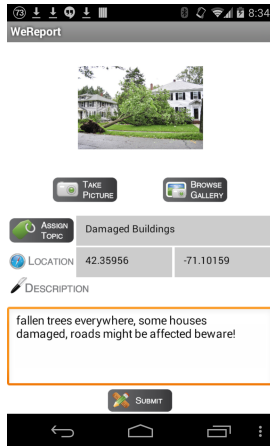 73 8:34
WeReport
TAKE
PICTURE
BROWSE
GALLERY
ASSIGN
TOPIC
Damaged Buildings
LOCATION 42.35956 -71.10159
DESCRIPTION
fallen trees everywhere, some houses
damaged, roads might be affected beware!
SUBMIT